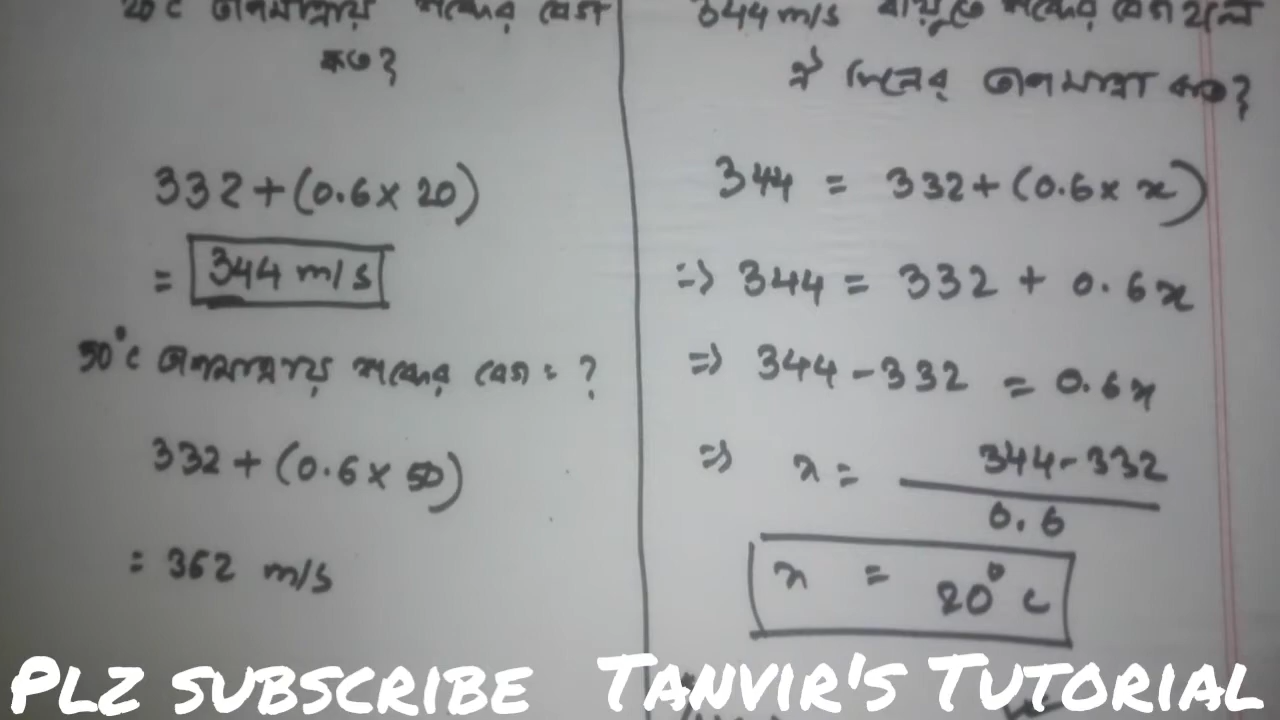 20°c তাপমাত্রায় শব্দের বেগ
কত?
332+(0.6×20)
= 344 m/s
50°c তাপমাত্রায় শব্দের বেগ = ?
332+(0.6×50)
= 362 m/s
344 m/s বায়ুতে শব্দের বেগ হলে
ঐ দিনের তাপমাত্রা কত?
344 = 332+(0.6×x)
=> 344 = 332 + 0.6x
=> 344-332 = 0.6x
=> x = 344-332
0.6
x = 20°c
PLZ SUBSCRIBE TANVIR'S TUTORIAL